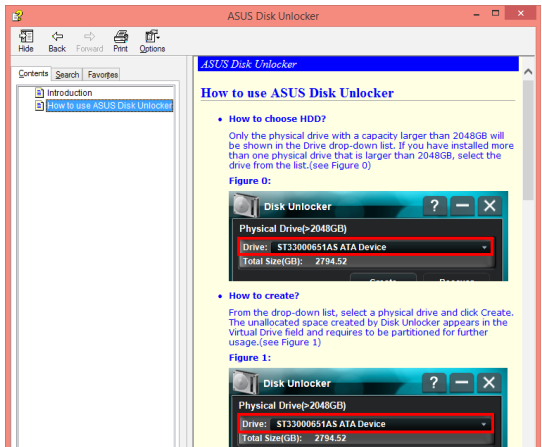 ASUS Disk Unlocker
Hide Back Forward Print Options
Contents Search Favorites
Introduction
How to use ASUS Disk Unlocker
ASUS Disk Unlocker
How to use ASUS Disk Unlocker
How to choose HDD?
Only the physical drive with a capacity larger than 2048GB will
be shown in the Drive drop-down list. If you have installed more
than one physical drive that is larger than 2048GB, select the
drive from the list.(see Figure 0)
Figure 0:
Disk Unlocker ?
Physical Drive(>2048GB)
Drive: ST33000651AS ATA Device
Total Size(GB): 2794.52
How to create?
From the drop-down list, select a physical drive and click Create.
The unallocated space created by Disk Unlocker appears in the
Virtual Drive field and requires to be partitioned for further
usage.(see Figure 1)
Figure 1:
Disk Unlocker ?
Physical Drive(>2048GB)
Drive: ST33000651AS ATA Device
Total Size(GB): 2794.52